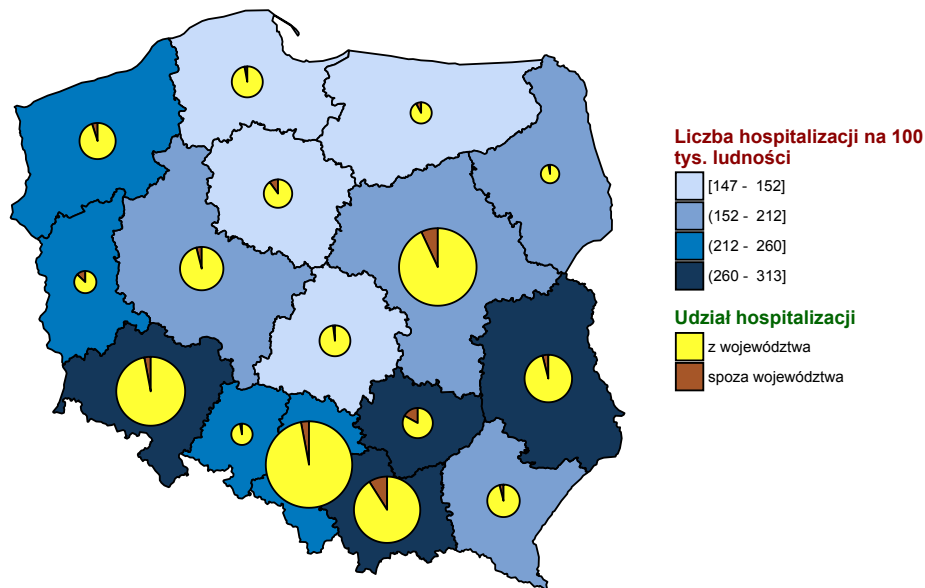 Liczba hospitalizacji na 100
tys. ludności
[147 - 152]
(152 - 212]
(212 - 260]
(260 - 313]
Udział hospitalizacji
z województwa
spoza województwa